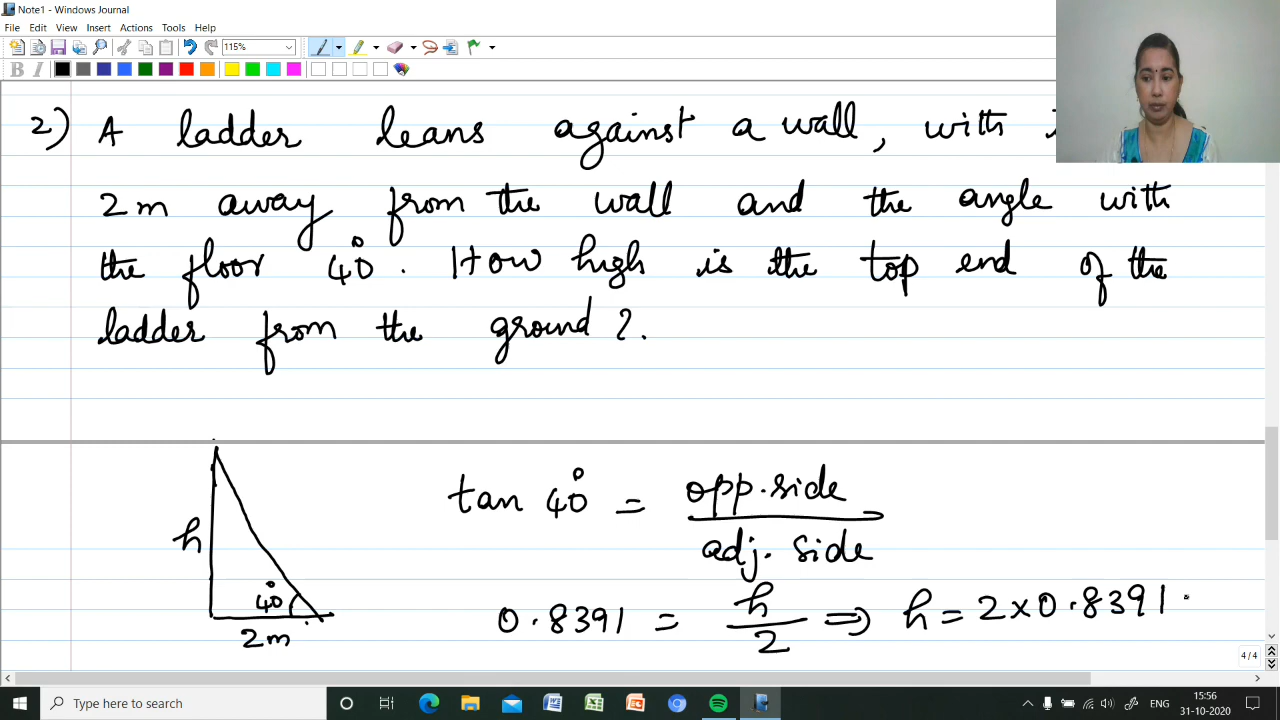 Note1 - Windows Journal
File Edit View Insert Actions Tools Help
115%
B I
2) A ladder leans against a wall, with
2m away from the wall and the angle with
the floor 40°. How high is the top end of the
ladder from the ground?.
tan 40° = opp.side / adj. side
h
40°
2m
0.8391 = h / 2 ⇒ h = 2 × 0.8391.
4/4
Type here to search
ENG
15:56
31-10-2020